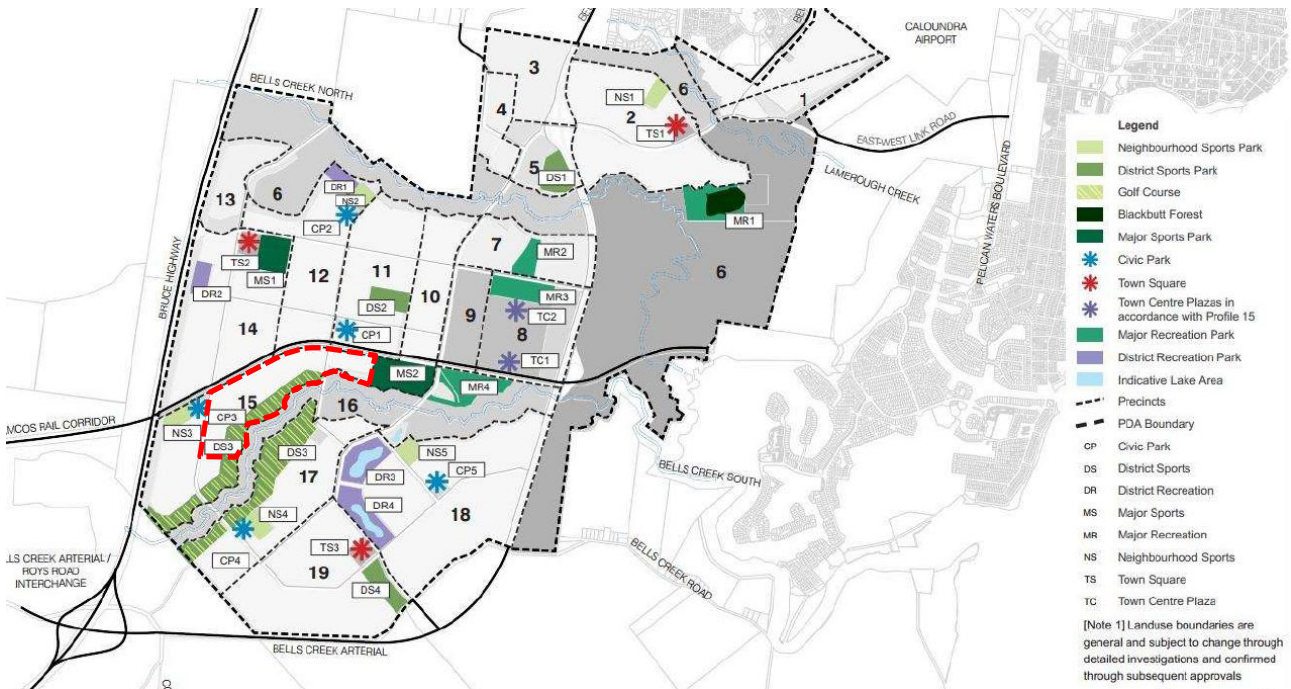 CALOUNDRA
AIRPORT
BELLS CREEK NORTH
3
6
1
4
NS1
2
TS1
EAST-WEST LINK ROAD
LAMEROUGH CREEK
PELICAN WATERS BOULEVARD
5
DS1
13
6
DR1
NS2
CP2
MR1
BRUCE HIGHWAY
TS2
MS1
12
11
7
MR2
6
DR2
DS2
10
MR3
9
TC2
8
14
CP1
TC1
MS2
MR4
15
16
CP3
NS3
DS3
DS3
17
NS5
CP5
DR3
DR4
18
BELLS CREEK SOUTH
NS4
CP4
TS3
19
DS4
BELLS CREEK ROAD
BELLS CREEK ARTERIAL
AMCOS RAIL CORRIDOR
LLS CREEK ARTERIAL /
ROYS ROAD
INTERCHANGE
Legend
Neighbourhood Sports Park
District Sports Park
Golf Course
Blackbutt Forest
Major Sports Park
Civic Park
Town Square
Town Centre Plazas in
accordance with Profile 15
Major Recreation Park
District Recreation Park
Indicative Lake Area
Precincts
PDA Boundary
CP Civic Park
DS District Sports
DR District Recreation
MS Major Sports
MR Major Recreation
NS Neighbourhood Sports
TS Town Square
TC Town Centre Plaza
[Note 1] Landuse boundaries are
general and subject to change through
detailed investigations and confirmed
through subsequent approvals